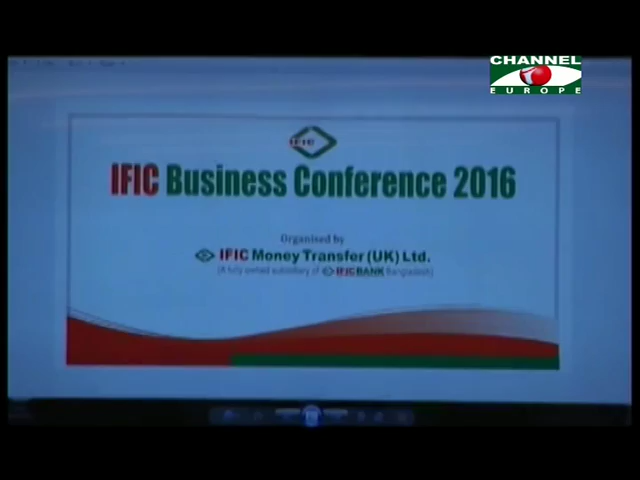 CHANNEL
i
EUROPE
IFIC
IFIC Business Conference 2016
Organised by
IFIC Money Transfer (UK) Ltd.
(A fully owned subsidiary of IFIC BANK Bangladesh)